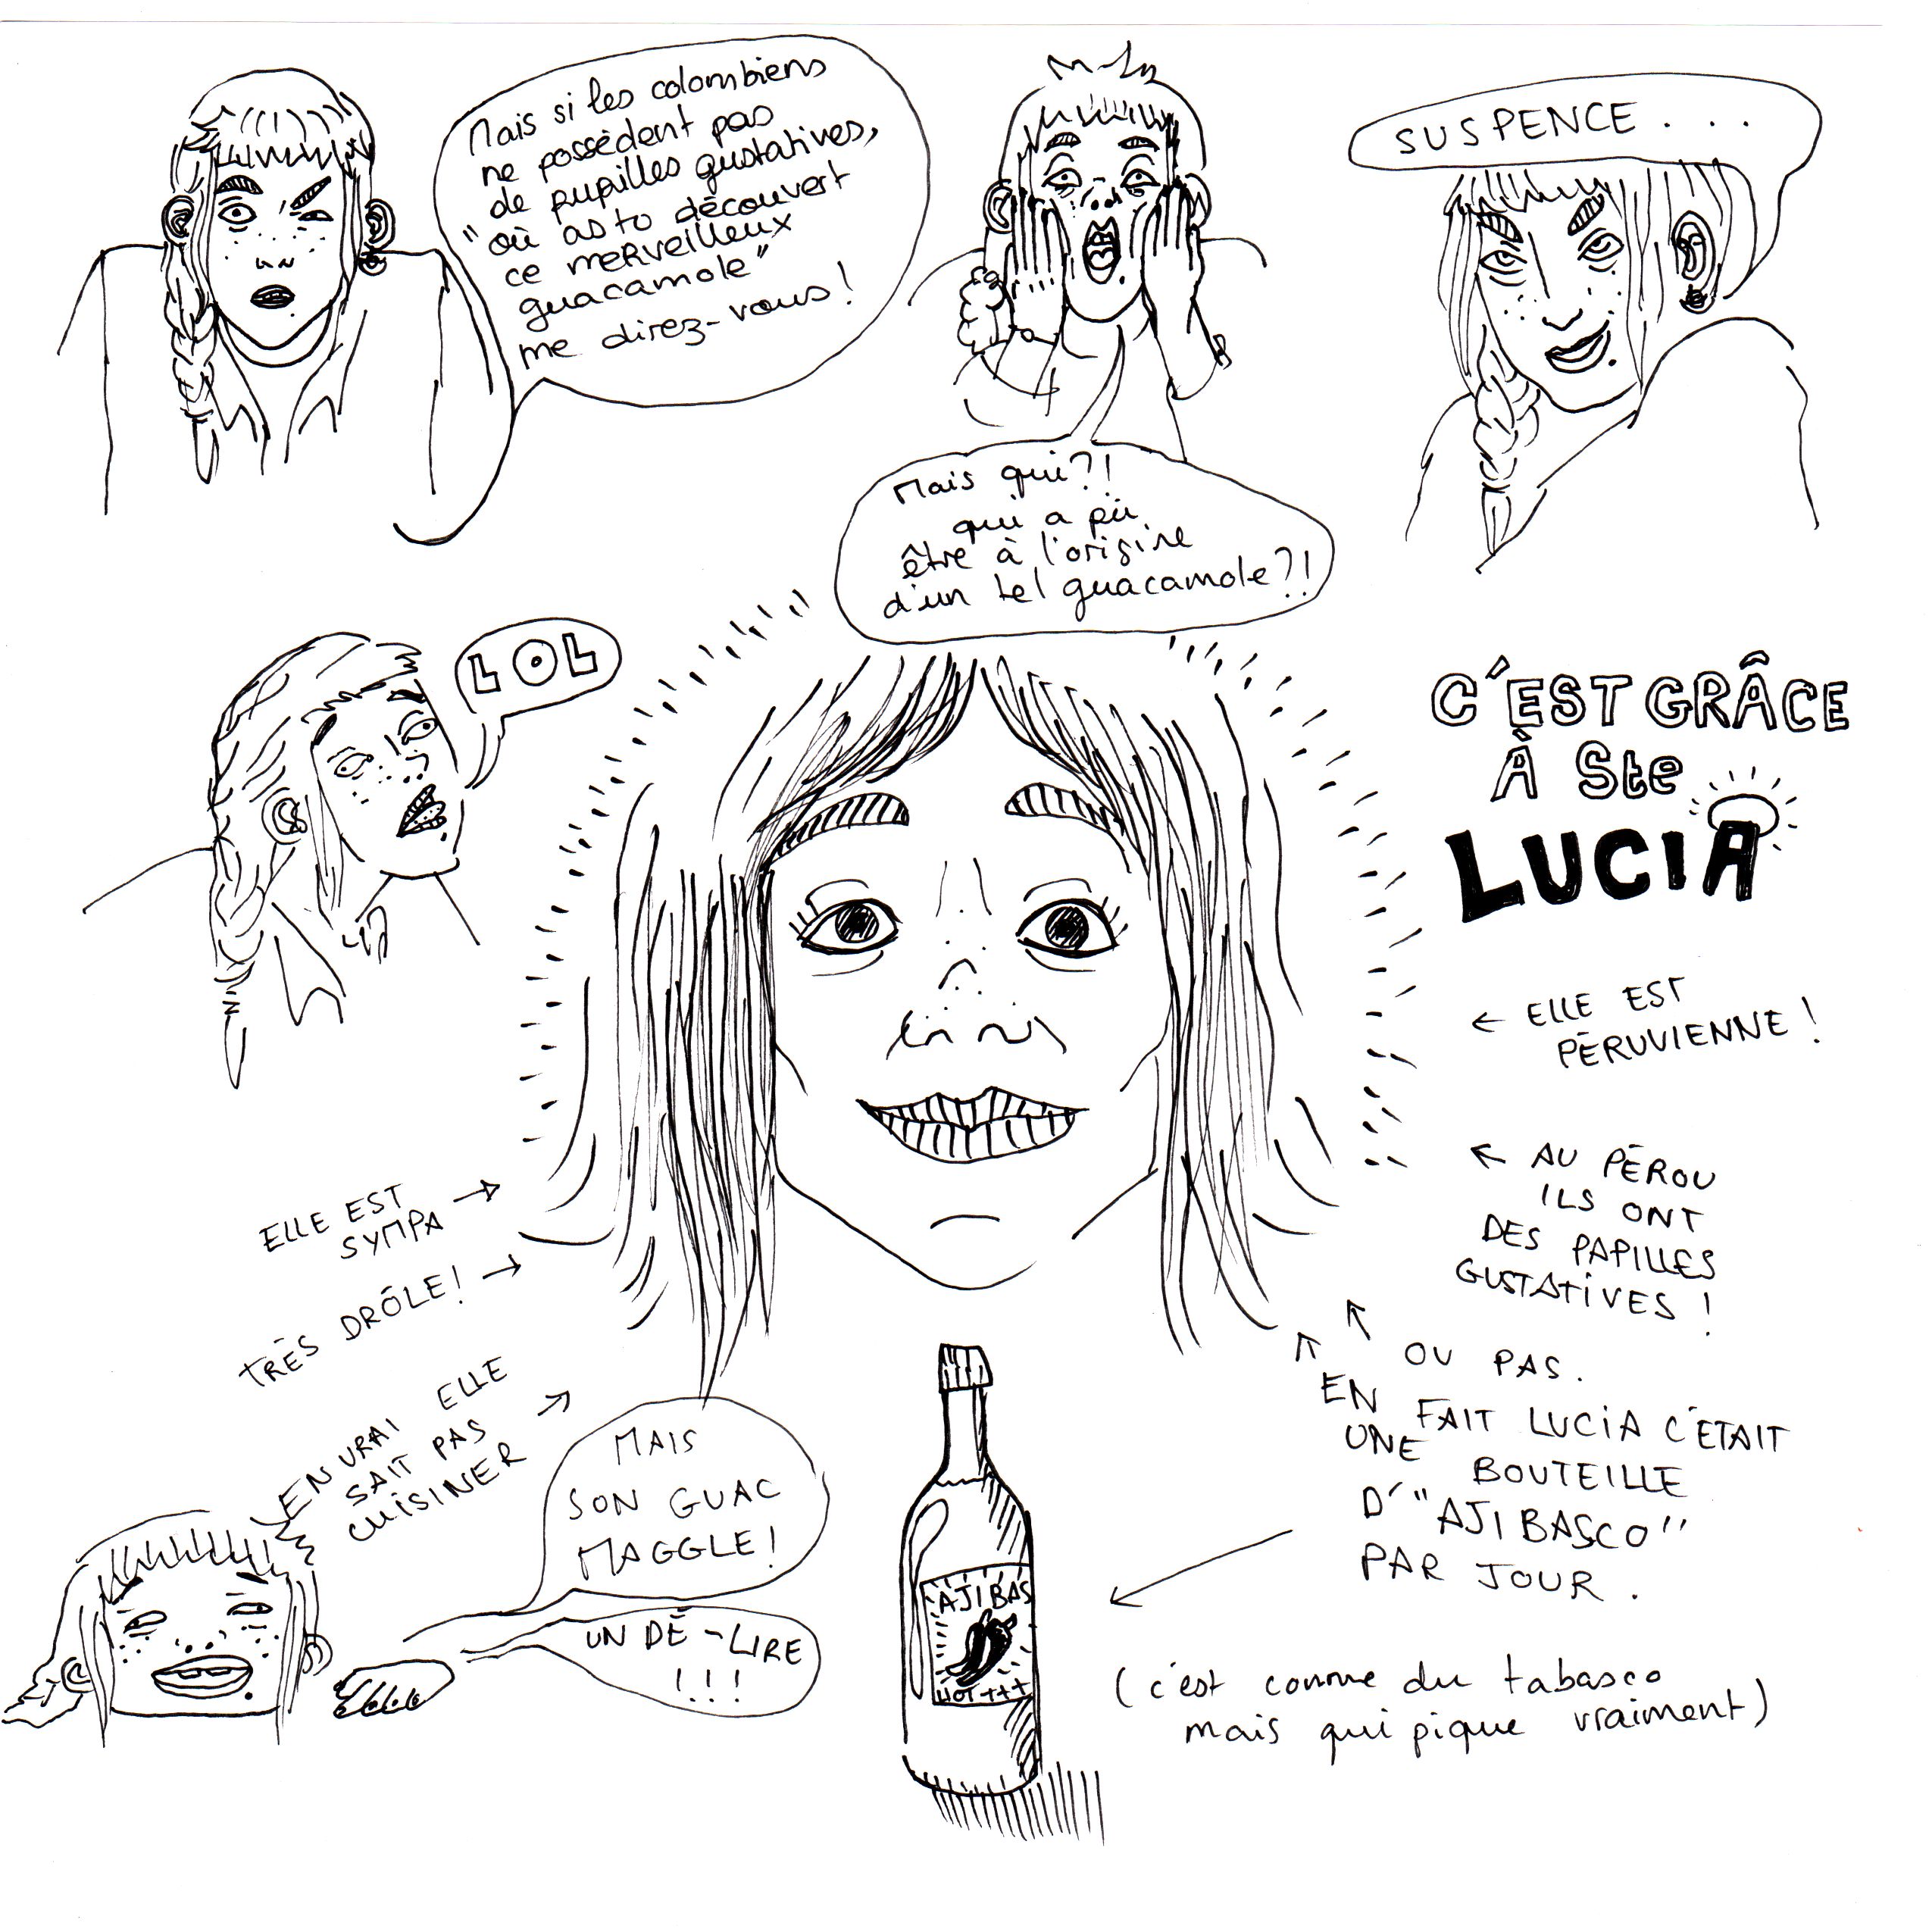 Mais si les colombiens
ne possèdent pas
de pupilles gustatives,
"où as tu découvert
ce merveilleux
guacamole"
me direz-vous!
Mais qui?!
qui a pû
être à l'origine
d'un tel guacamole?!
SUSPENCE...
LOL
C'EST GRÂCE
À Ste
LUCIA
← ELLE EST
PÉRUVIENNE!
← AU PÉROU
ILS ONT
DES PAPILLES
GUSTATIVES!
OU PAS.
EN FAIT LUCIA C'ETAIT
UNE BOUTEILLE
D'"AJIBASCO"
PAR JOUR.
ELLE EST
SYMPA →
TRÈS DRÔLE! →
EN VRAI ELLE
SAIT PAS
CUISINER →
MAIS
SON GUAC
MAGGLE!
UN DÉ-LIRE
!!!
AJIBAS
HOT +++
(c'est comme du tabasco
mais qui pique vraiment)